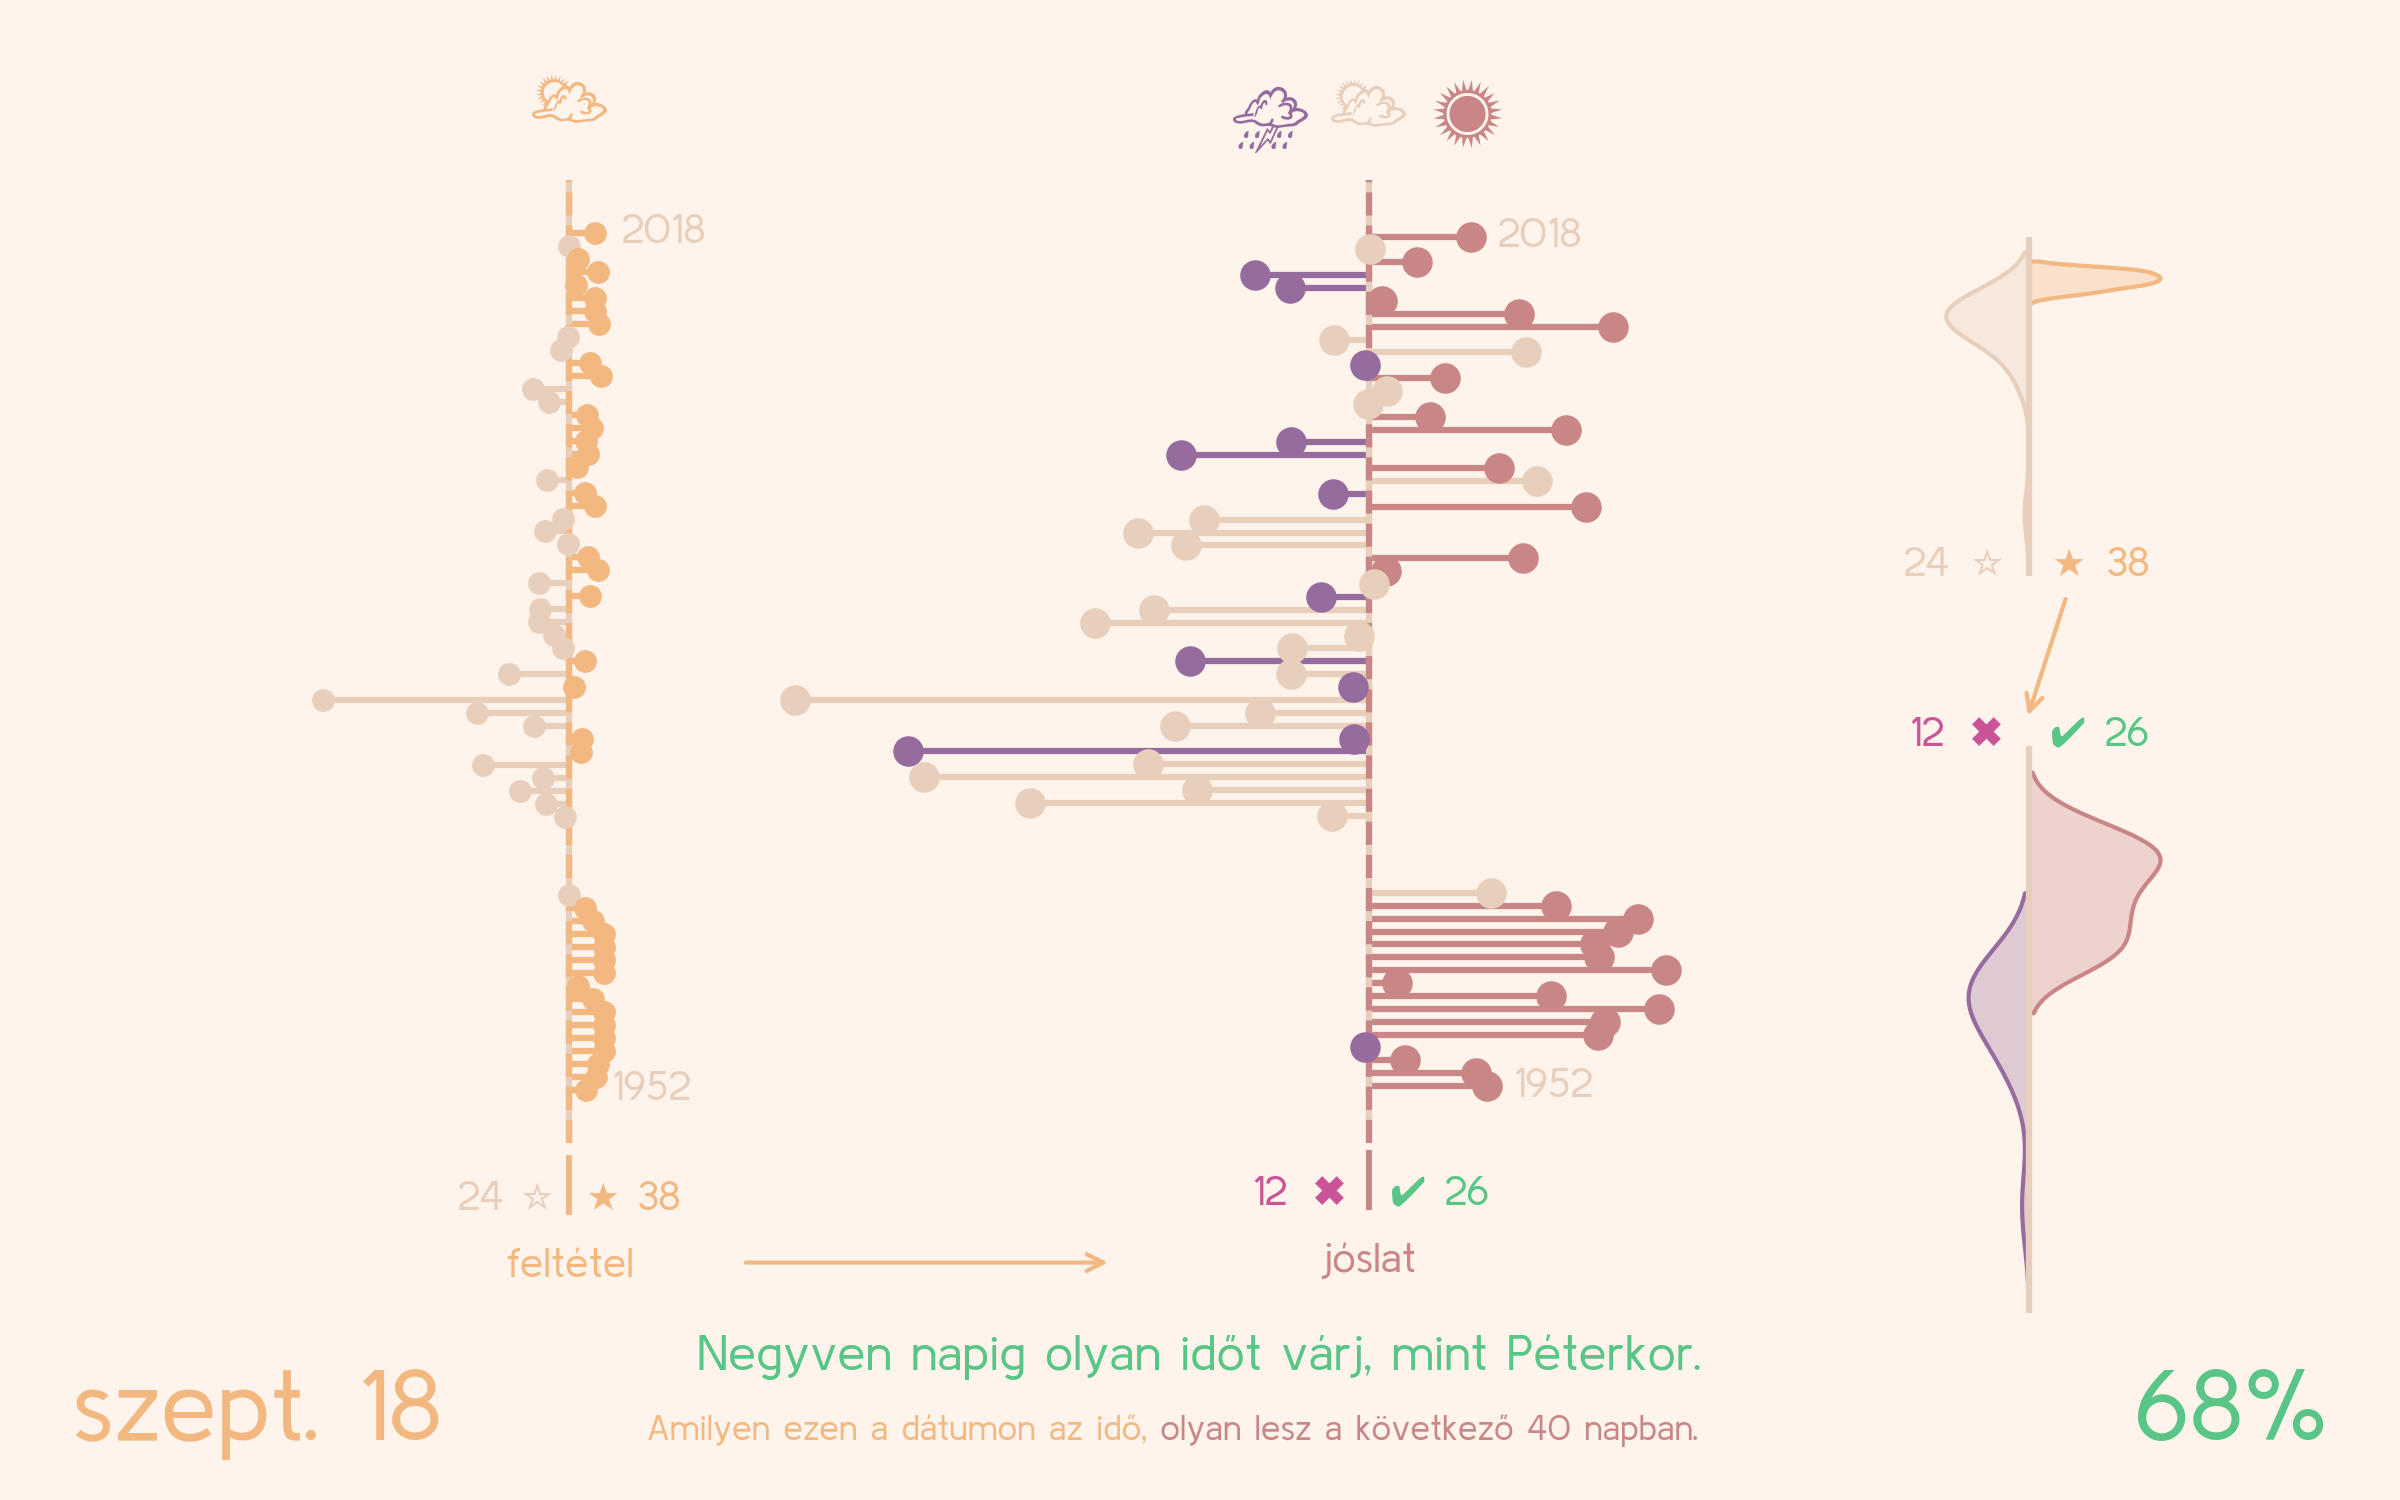 2018
2018
24 ☆ ★ 38
12 ✖ ✔ 26
1952
1952
24 ☆ ★ 38
12 ✖ ✔ 26
feltétel
jóslat
Negyven napig olyan időt várj, mint Péterkor.
szept. 18
68%
Amilyen ezen a dátumon az idő, olyan lesz a következő 40 napban.